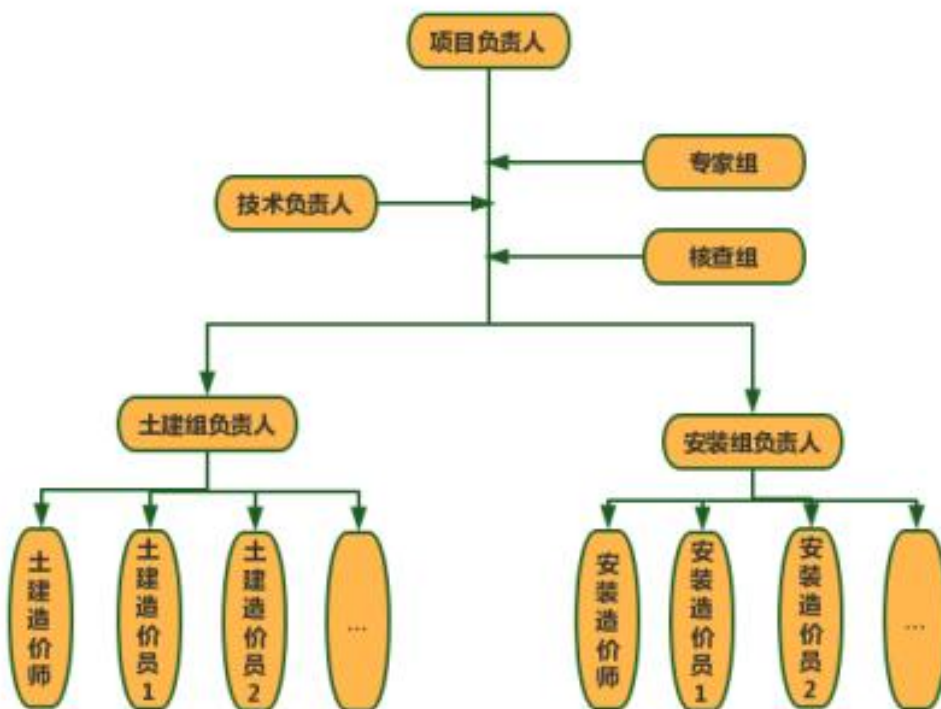 项目负责人
专家组
技术负责人
核查组
土建组负责人
安装组负责人
土建造价师
土建造价员1
土建造价员2
...
安装造价师
安装造价员1
安装造价员2
...